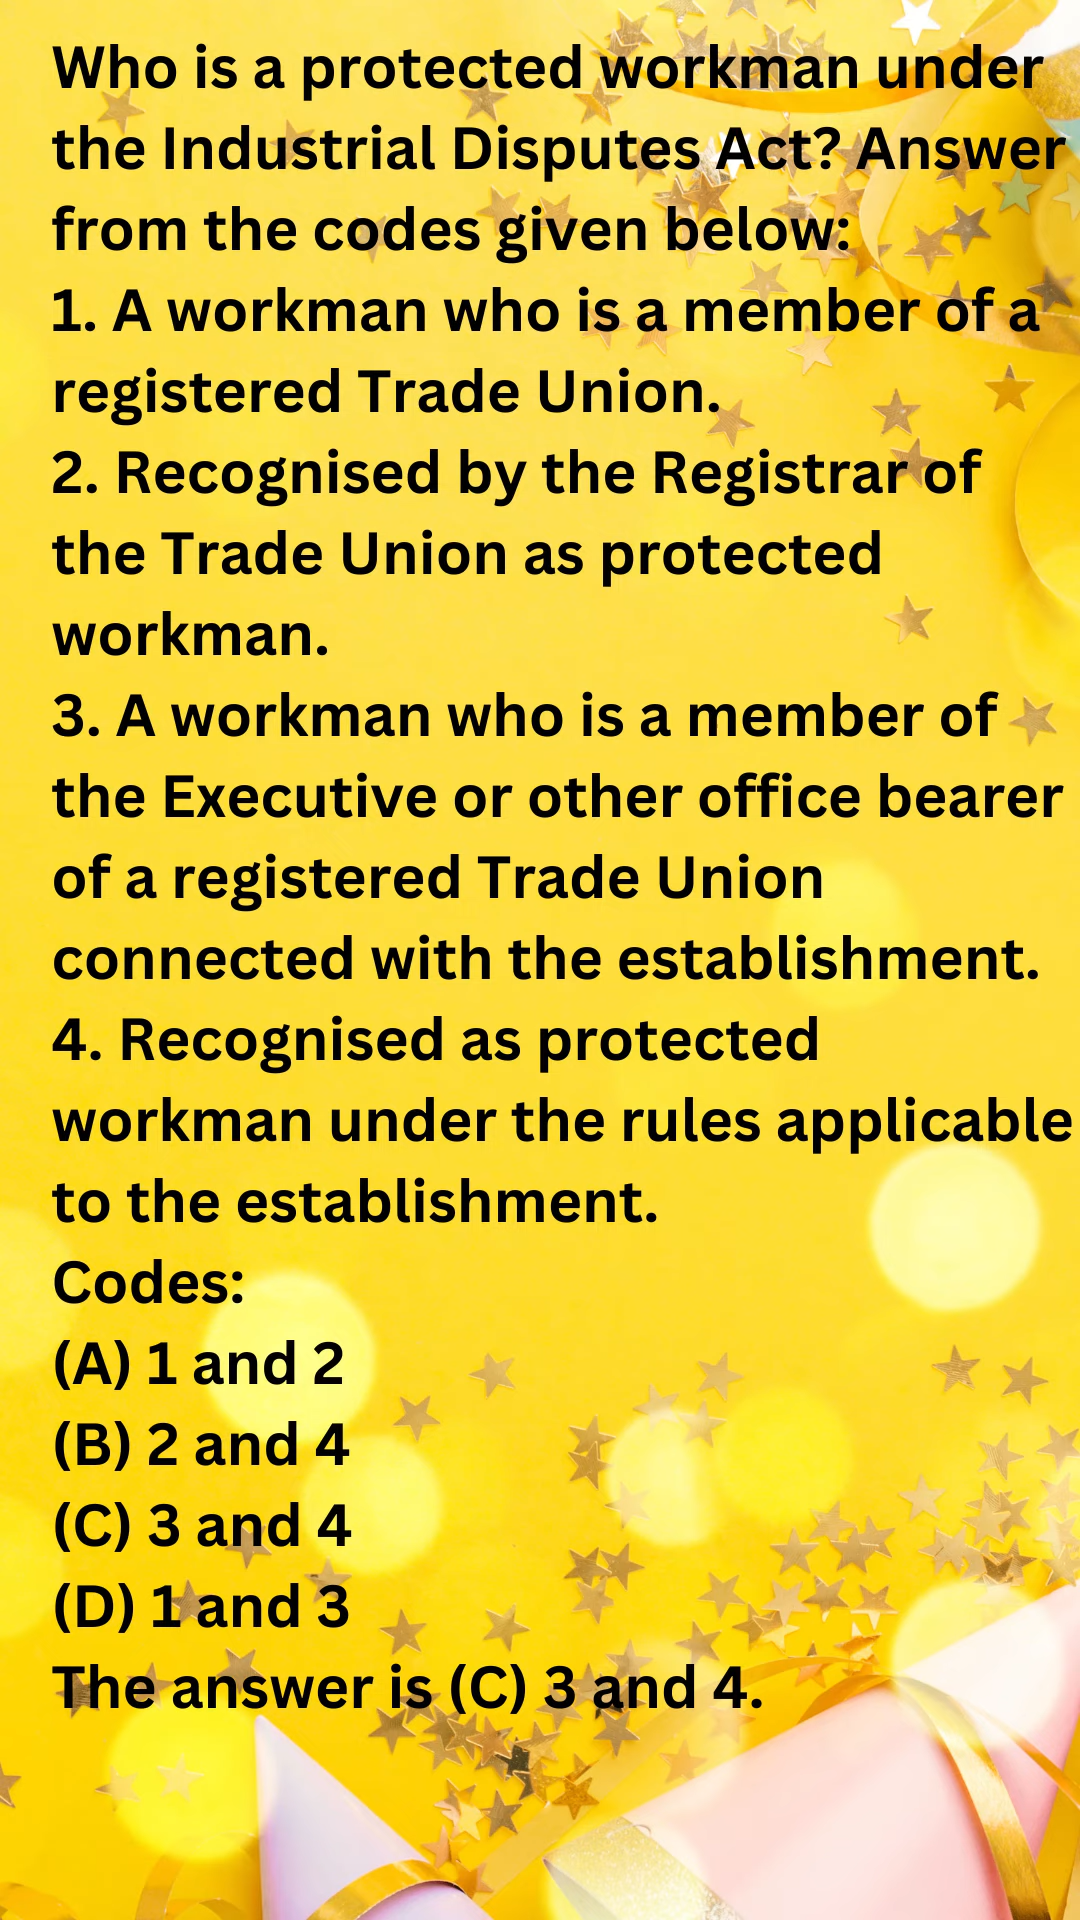 Who is a protected workman under
the Industrial Disputes Act? Answer
from the codes given below:
1. A workman who is a member of a
registered Trade Union.
2. Recognised by the Registrar of
the Trade Union as protected
workman.
3. A workman who is a member of
the Executive or other office bearer
of a registered Trade Union
connected with the establishment.
4. Recognised as protected
workman under the rules applicable
to the establishment.
Codes:
(A) 1 and 2
(B) 2 and 4
(C) 3 and 4
(D) 1 and 3
The answer is (C) 3 and 4.